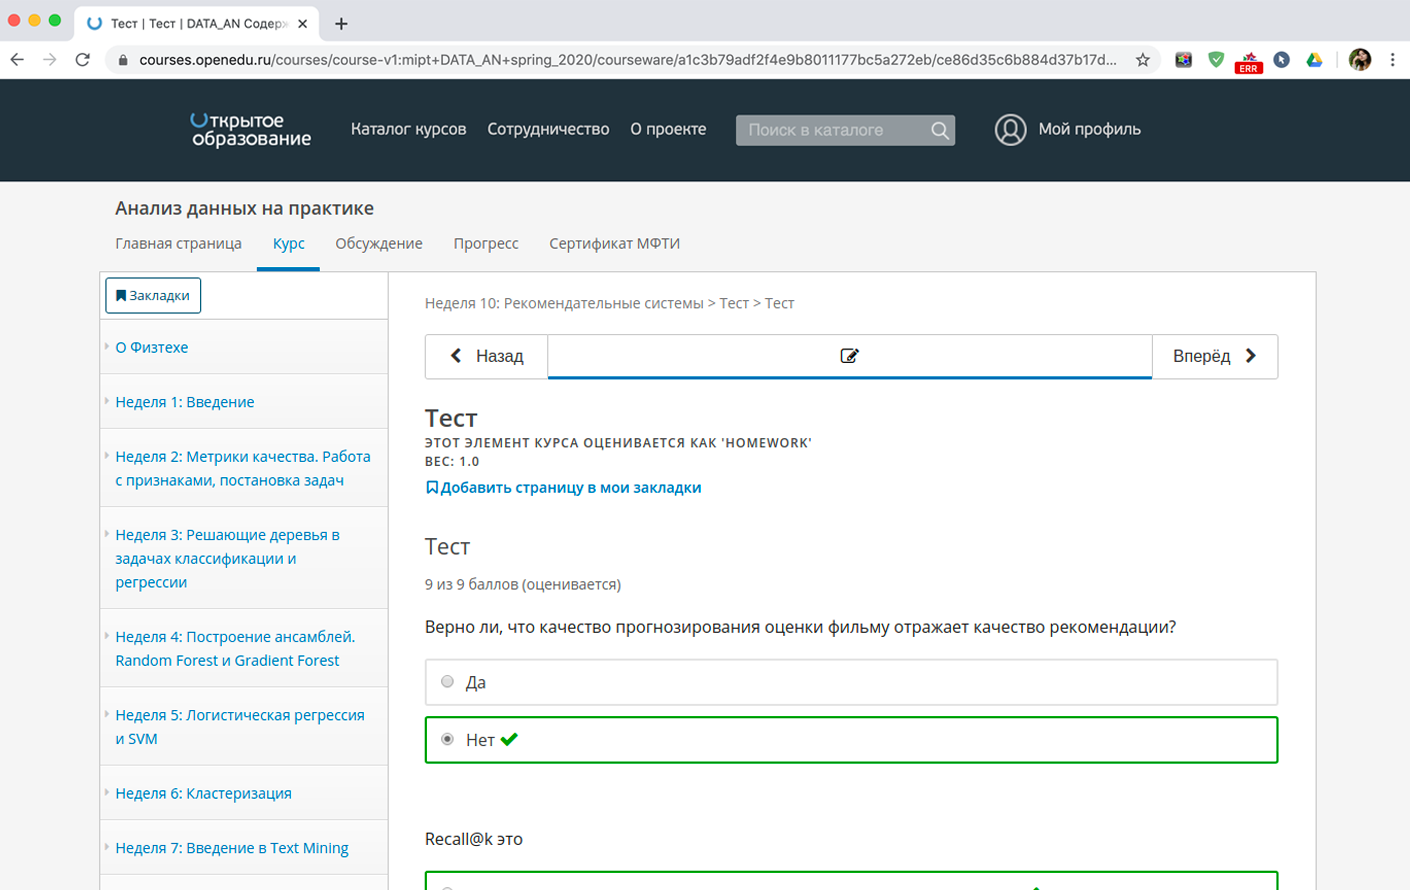 Тест | Тест | DATA_AN Содерж
courses.openedu.ru/courses/course-v1:mipt+DATA_AN+spring_2020/courseware/a1c3b79adf2f4e9b8011177bc5a272eb/ce86d35c6b884d37b17d...
ERR
Открытое
образование
Каталог курсов
Сотрудничество
О проекте
Поиск в каталоге
Мой профиль
Анализ данных на практике
Главная страница
Курс
Обсуждение
Прогресс
Сертификат МФТИ
Закладки
О Физтехе
Неделя 1: Введение
Неделя 2: Метрики качества. Работа
с признаками, постановка задач
Неделя 3: Решающие деревья в
задачах классификации и
регрессии
Неделя 4: Построение ансамблей.
Random Forest и Gradient Forest
Неделя 5: Логистическая регрессия
и SVM
Неделя 6: Кластеризация
Неделя 7: Введение в Text Mining
Неделя 10: Рекомендательные системы > Тест > Тест
Назад
Вперёд
Тест
ЭТОТ ЭЛЕМЕНТ КУРСА ОЦЕНИВАЕТСЯ КАК 'HOMEWORK'
ВЕС: 1.0
Добавить страницу в мои закладки
Тест
9 из 9 баллов (оценивается)
Верно ли, что качество прогнозирования оценки фильму отражает качество рекомендации?
Да
Нет
Recall@k это